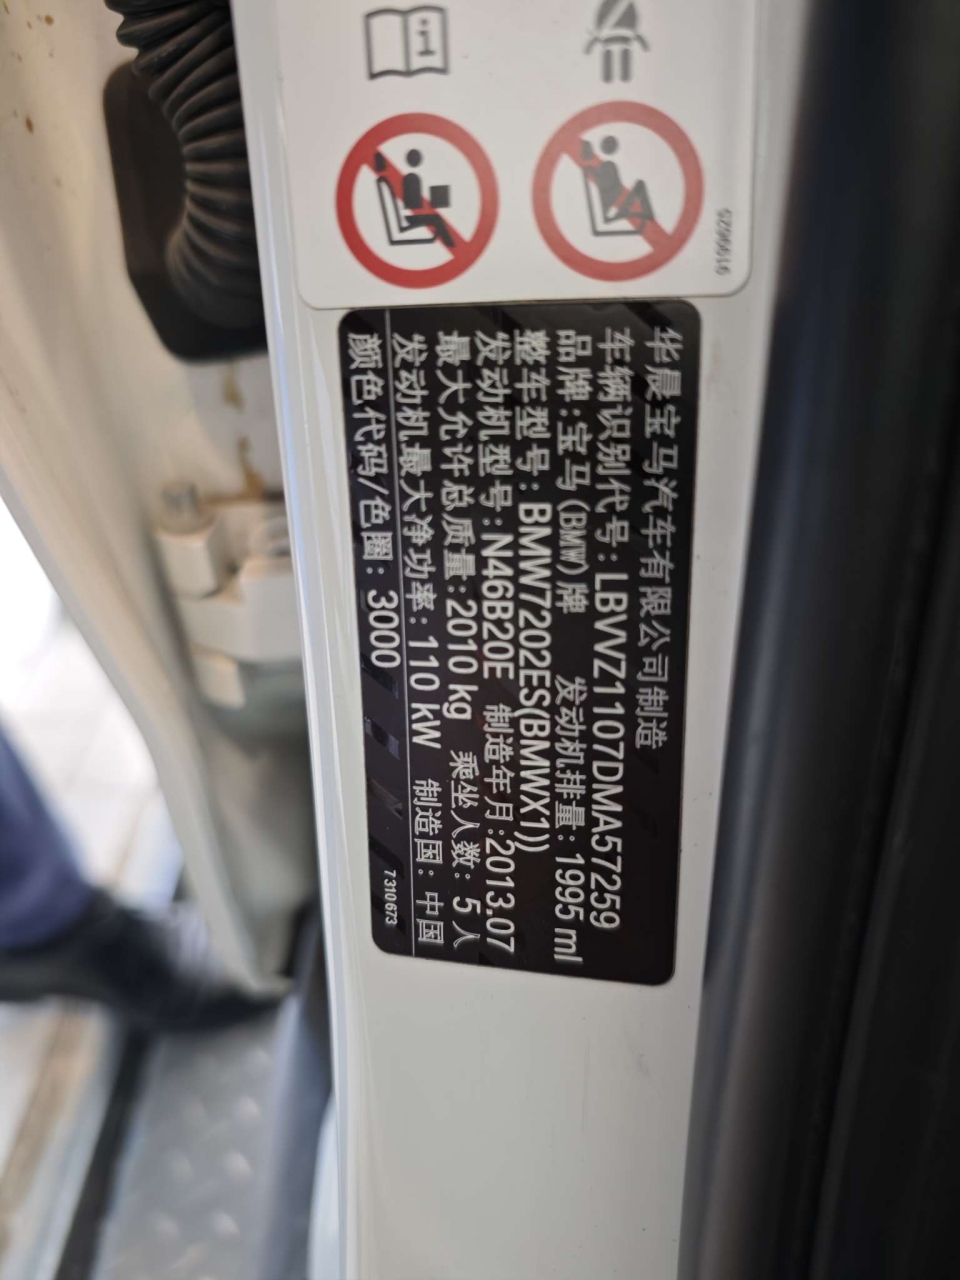 9199625
华晨宝马汽车有限公司制造
车辆识别代号: LBVVZ1107DMA57259
品牌:宝马(BMW)牌 发动机排量: 1995 ml
整车型号: BMW7202ES(BMWX1))
发动机型号:N46B20E 制造年月:2013.07
最大允许总质量:2010 kg 乘坐人数: 5 人
发动机最大净功率: 110 kW 制造国: 中国
颜色代码/色圈: 3000
7 310 673